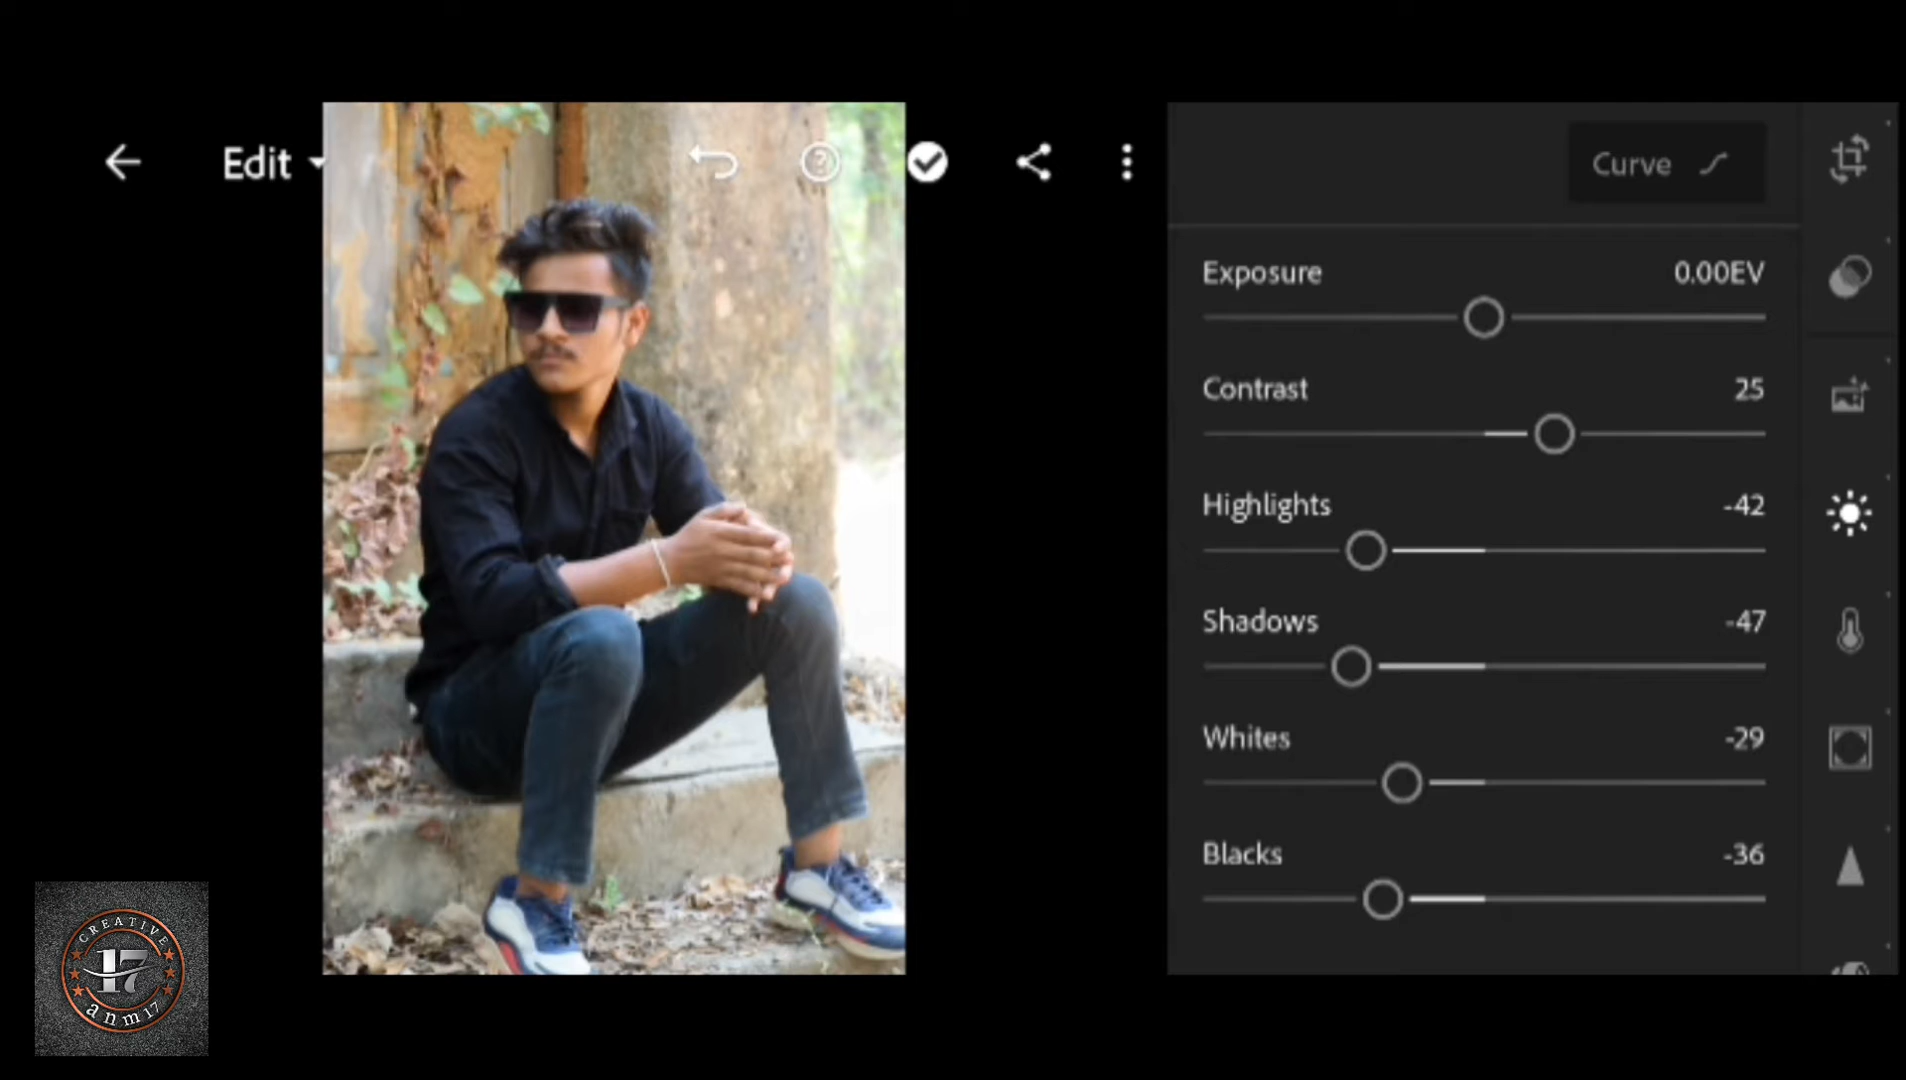 Edit
Curve
Exposure 0.00EV
Contrast 25
Highlights -42
Shadows -47
Whites -29
Blacks -36
CREATIVE
17
anm17